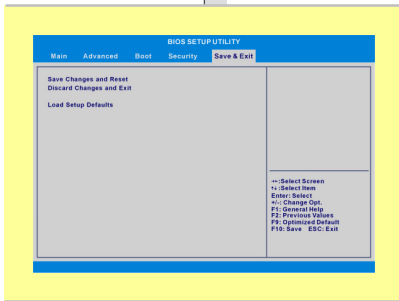 BIOS SETUP UTILITY
Main Advanced Boot Security Save & Exit
Save Changes and Reset
Discard Changes and Exit
Load Setup Defaults
→←:Select Screen
↑↓:Select Item
Enter: Select
+/-: Change Opt.
F1: General Help
F2: Previous Values
F9: Optimized Default
F10: Save ESC: Exit